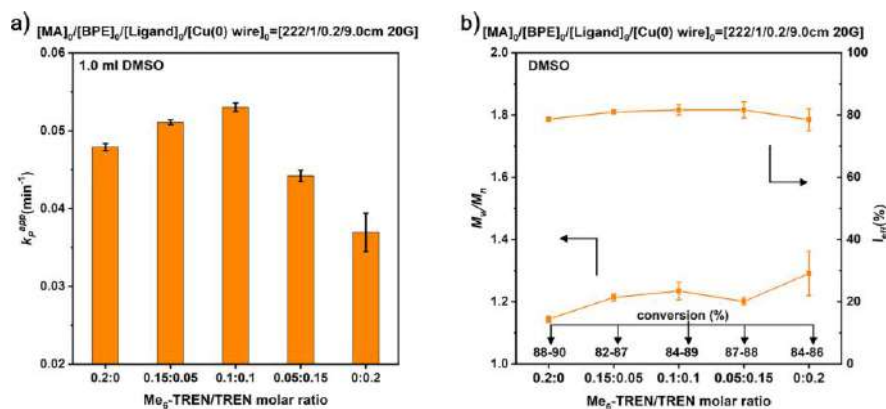 a)
[MA]₀/[BPE]₀/[Ligand]₀/[Cu(0) wire]₀=[222/1/0.2/9.0cm 20G]
1.0 ml DMSO
0.06
0.05
0.04
0.03
0.02
kₚᵃᵖᵖ(min⁻¹)
0.2:0 0.15:0.05 0.1:0.1 0.05:0.15 0:0.2
Me₆-TREN/TREN molar ratio
b)
[MA]₀/[BPE]₀/[Ligand]₀/[Cu(0) wire]₀=[222/1/0.2/9.0cm 20G]
DMSO
2.0
1.8
1.6
1.4
1.2
1.0
Mw/Mn
100
80
60
40
20
0
Ieff(%)
conversion (%)
88-90 82-87 84-89 87-88 84-86
0.2:0 0.15:0.05 0.1:0.1 0.05:0.15 0:0.2
Me₆-TREN/TREN molar ratio